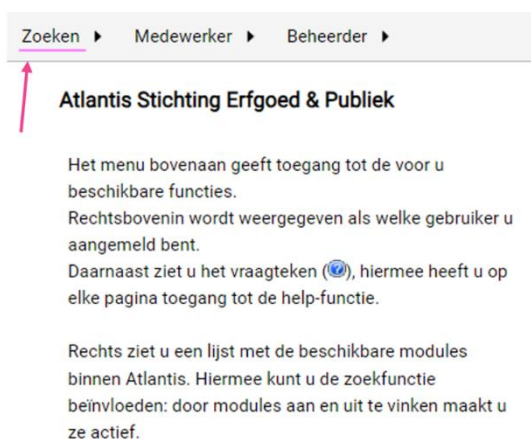 Zoeken Medewerker Beheerder
Atlantis Stichting Erfgoed & Publiek
Het menu bovenaan geeft toegang tot de voor u
beschikbare functies.
Rechtsbovenin wordt weergegeven als welke gebruiker u
aangemeld bent.
Daarnaast ziet u het vraagteken (?), hiermee heeft u op
elke pagina toegang tot de help-functie.
Rechts ziet u een lijst met de beschikbare modules
binnen Atlantis. Hiermee kunt u de zoekfunctie
beïnvloeden: door modules aan en uit te vinken maakt u
ze actief.